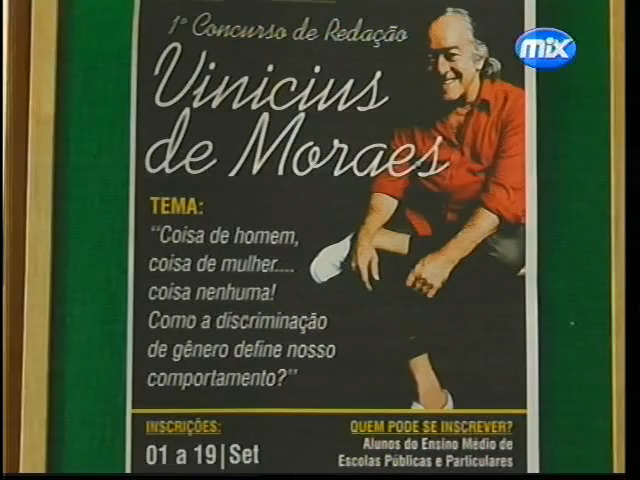 1º Concurso de Redação
mix
Vinicius
de Moraes
TEMA:
"Coisa de homem,
coisa de mulher....
coisa nenhuma!
Como a discriminação
de gênero define nosso
comportamento?"
INSCRIÇÕES:
01 a 19|Set
QUEM PODE SE INSCREVER?
Alunos do Ensino Médio de
Escolas Públicas e Particulares